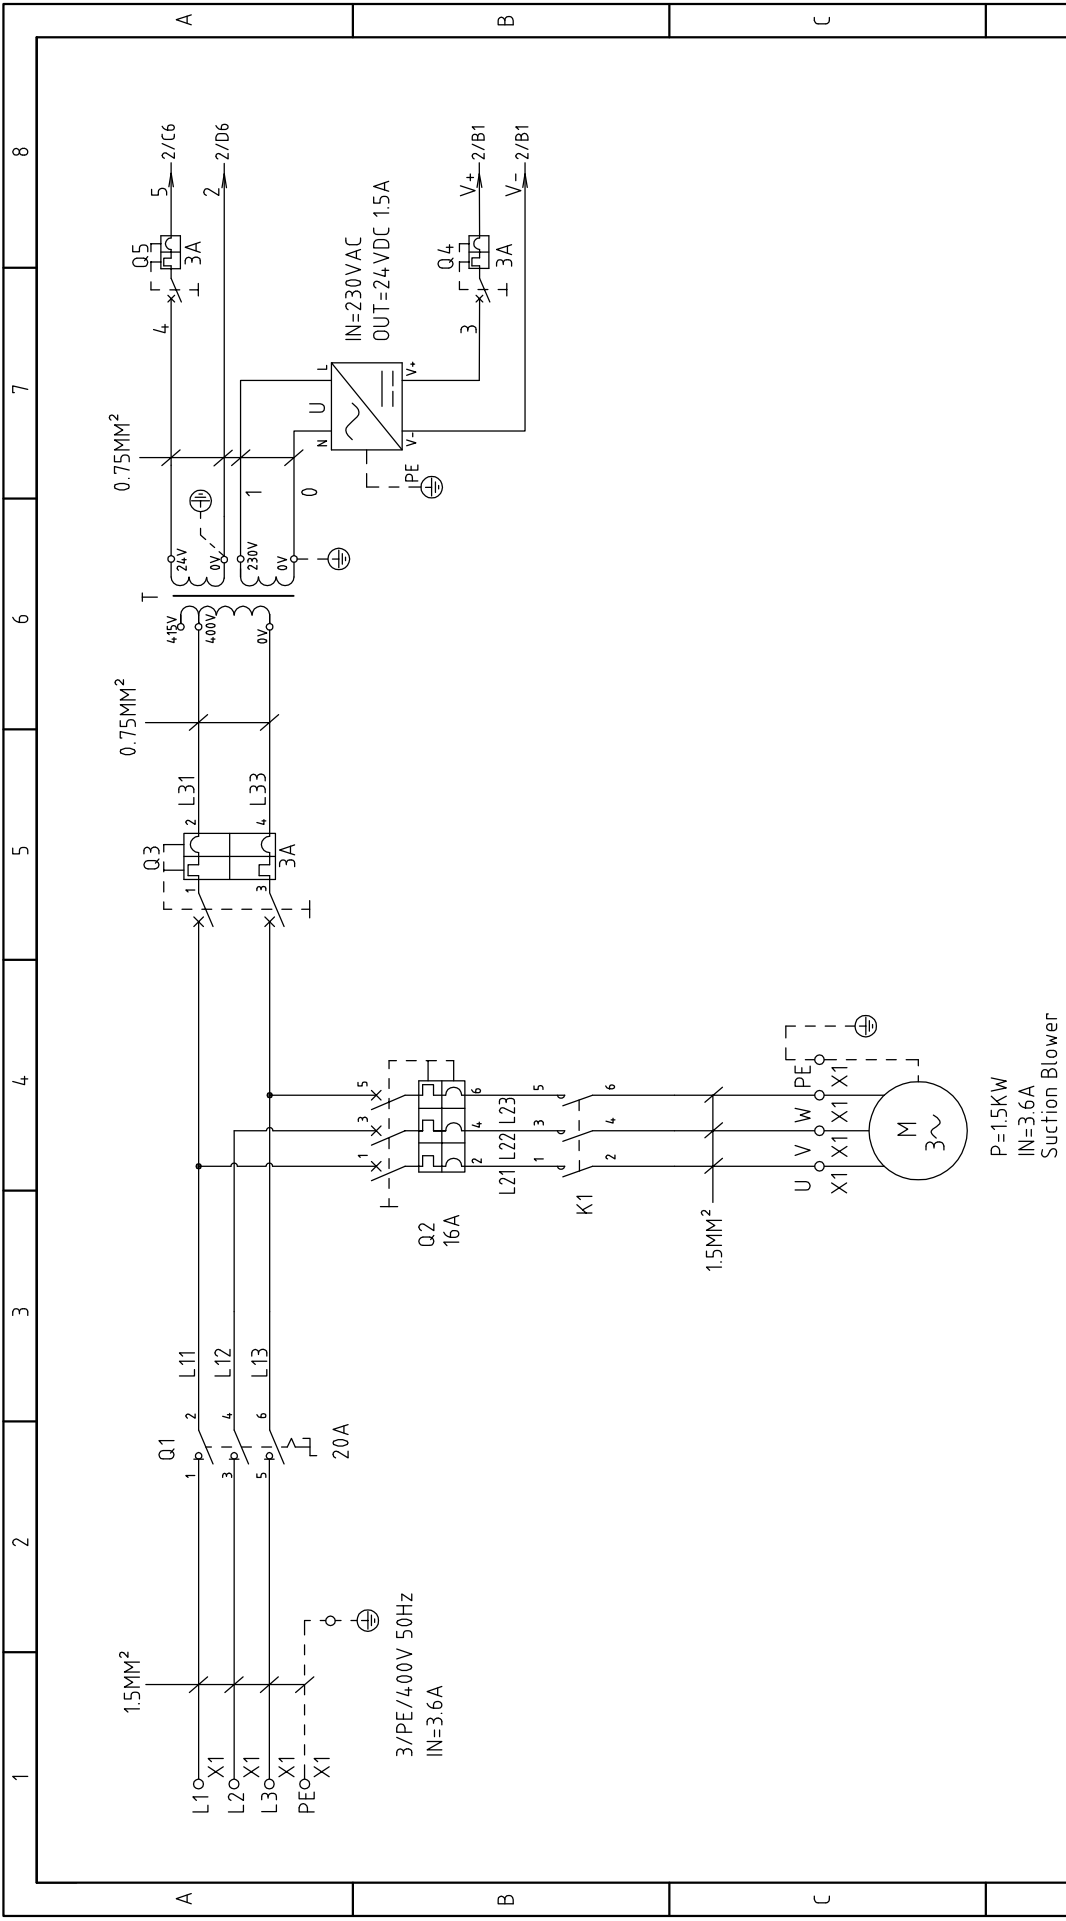 1
2
3
4
5
6
7
8
A
B
C
A
B
C
L1
X1
L2
X1
L3
X1
PE
X1
1.5MM²
3/PE/400V 50Hz
IN=3.6A
Q1
1
2
3
4
5
6
20A
L11
L12
L13
Q2
16A
1
3
5
2
4
6
L21
L22
L23
K1
1
3
5
2
4
6
1.5MM²
U
V
W
PE
X1
X1
X1
X1
M
3~
P=1.5KW
IN=3.6A
Suction Blower
Q3
1
2
3
4
3A
L31
L33
0.75MM²
T
415V
400V
0V
24V
0V
230V
0V
0.75MM²
4
Q5
3A
5
2/C6
2
2/D6
1
0
U
L
N
V+
V-
PE
IN=230VAC
OUT=24VDC 1.5A
3
Q4
3A
V+
2/B1
V-
2/B1